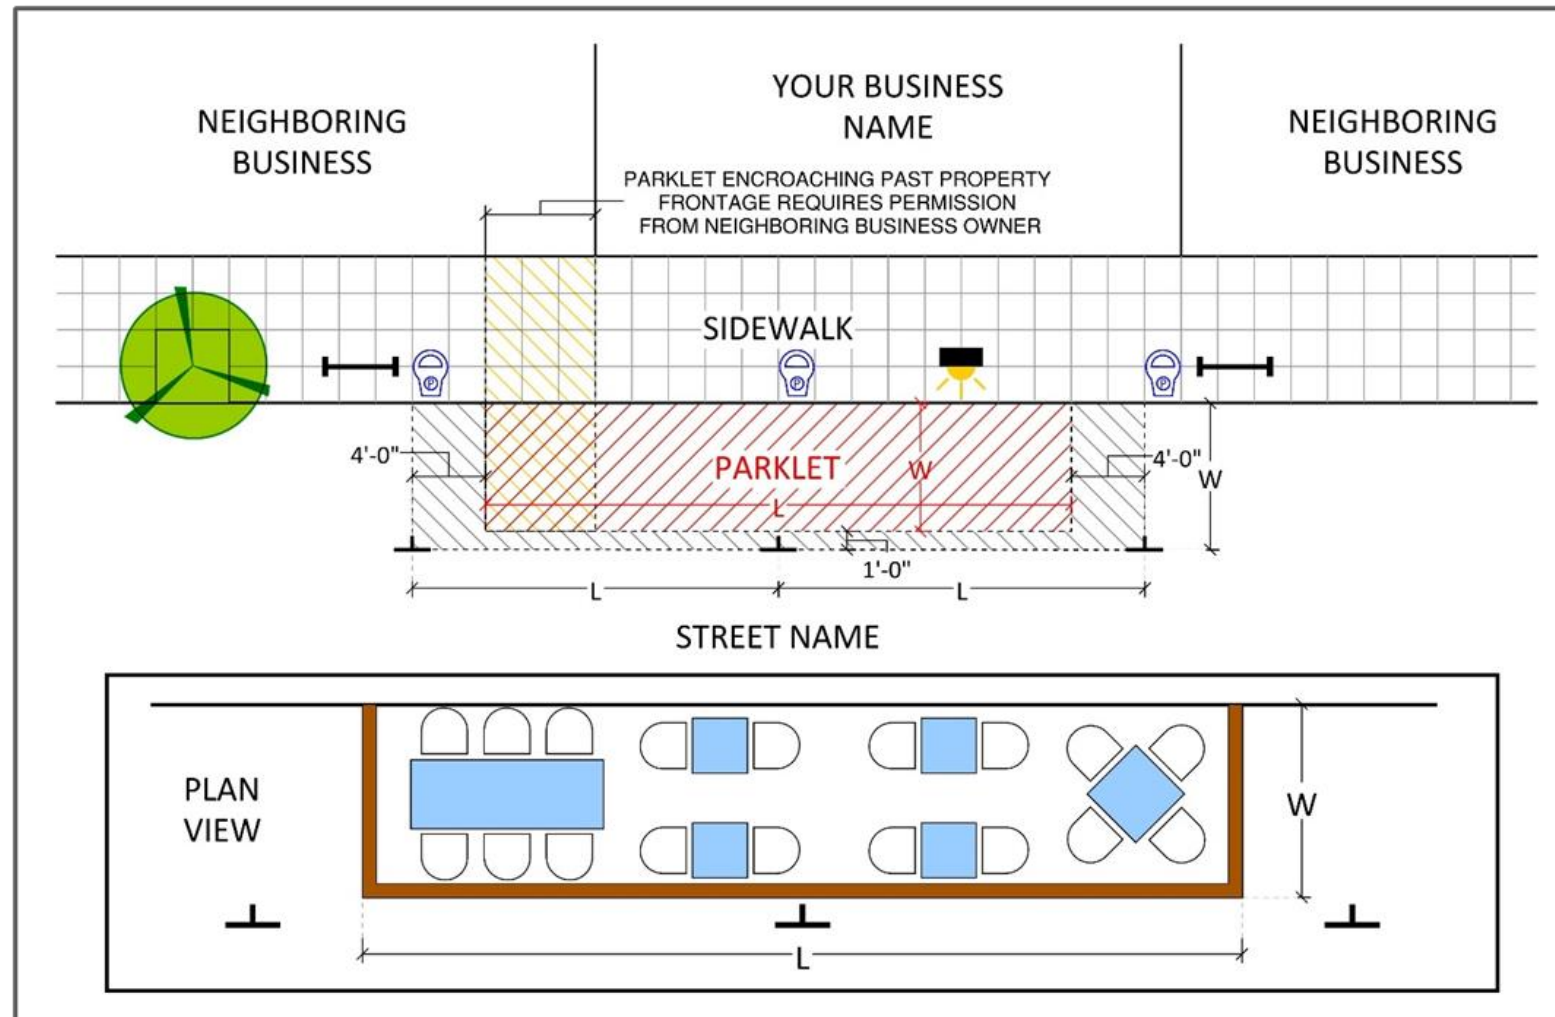 NEIGHBORING
BUSINESS
YOUR BUSINESS
NAME
NEIGHBORING
BUSINESS
PARKLET ENCROACHING PAST PROPERTY
FRONTAGE REQUIRES PERMISSION
FROM NEIGHBORING BUSINESS OWNER
SIDEWALK
P
P
P
4'-0"
PARKLET
W
4'-0"
W
L
1'-0"
L
L
STREET NAME
PLAN
VIEW
W
L